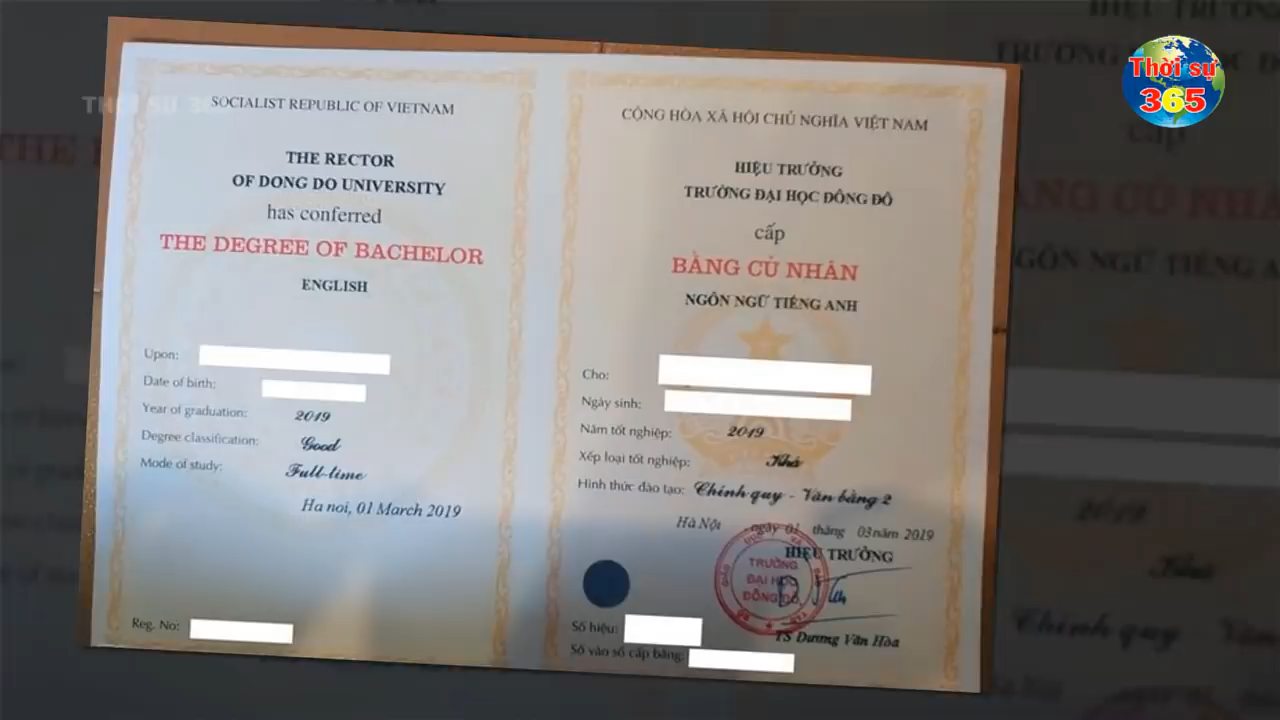 Thời sự
365
THỜI SỰ 365
SOCIALIST REPUBLIC OF VIETNAM
THE RECTOR
OF DONG DO UNIVERSITY
has conferred
THE DEGREE OF BACHELOR
ENGLISH
Upon:
Date of birth:
Year of graduation: 2019
Degree classification: Good
Mode of study: Full-time
Ha noi, 01 March 2019
Reg. No:
CỘNG HÒA XÃ HỘI CHỦ NGHĨA VIỆT NAM
HIỆU TRƯỞNG
TRƯỜNG ĐẠI HỌC ĐÔNG ĐÔ
cấp
BẰNG CỬ NHÂN
NGÔN NGỮ TIẾNG ANH
Cho:
Ngày sinh:
Năm tốt nghiệp: 2019
Xếp loại tốt nghiệp: Khá
Hình thức đào tạo: Chính quy - Văn bằng 2
Hà Nội ngày 01 tháng 03 năm 2019
HIỆU TRƯỞNG
TRƯỜNG
ĐẠI HỌC
ĐÔNG ĐÔ
TS Dương Văn Hòa
Số hiệu:
Số vào sổ cấp bằng: